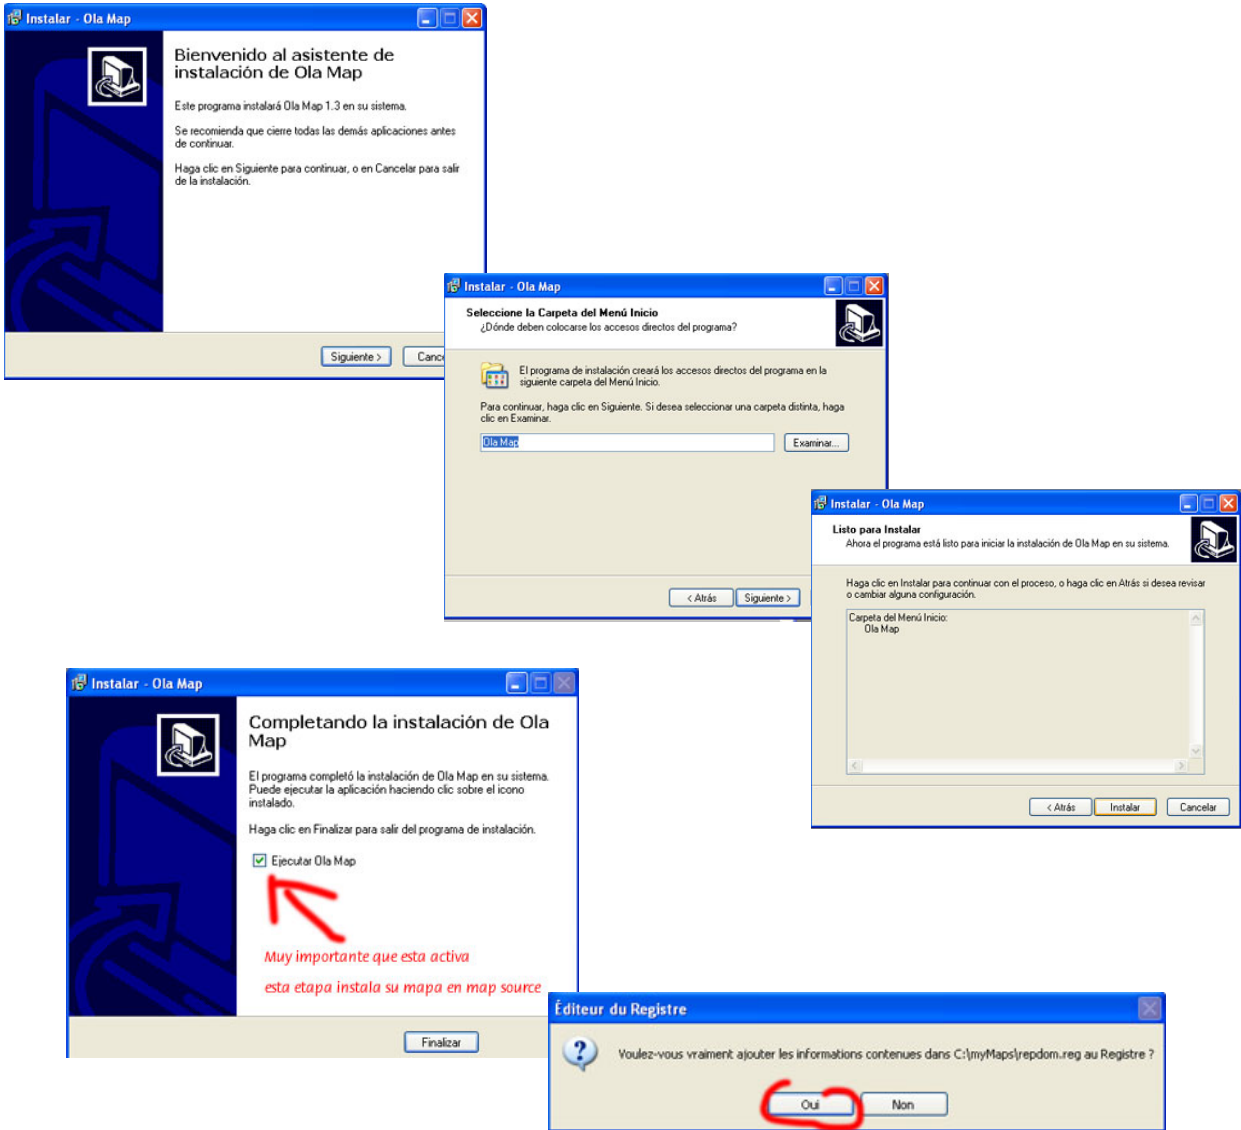 Instalar - Ola Map
Bienvenido al asistente de
instalación de Ola Map
Este programa instalará Ola Map 1.3 en su sistema.
Se recomienda que cierre todas las demás aplicaciones antes
de continuar.
Haga clic en Siguiente para continuar, o en Cancelar para salir
de la instalación.
Siguiente >
Cance
Instalar - Ola Map
Seleccione la Carpeta del Menú Inicio
¿Dónde deben colocarse los accesos directos del programa?
El programa de instalación creará los accesos directos del programa en la
siguiente carpeta del Menú Inicio.
Para continuar, haga clic en Siguiente. Si desea seleccionar una carpeta distinta, haga
clic en Examinar.
Ola Map
Examinar...
< Atrás
Siguiente >
Instalar - Ola Map
Listo para Instalar
Ahora el programa está listo para iniciar la instalación de Ola Map en su sistema.
Haga clic en Instalar para continuar con el proceso, o haga clic en Atrás si desea revisar
o cambiar alguna configuración.
Carpeta del Menú Inicio:
Ola Map
< Atrás
Instalar
Cancelar
Instalar - Ola Map
Completando la instalación de Ola
Map
El programa completó la instalación de Ola Map en su sistema.
Puede ejecutar la aplicación haciendo clic sobre el icono
instalado.
Haga clic en Finalizar para salir del programa de instalación.
Ejecutar Ola Map
Muy importante que esta activa
esta etapa instala su mapa en map source
Finalizar
Éditeur du Registre
Voulez-vous vraiment ajouter les informations contenues dans C:\myMaps\repdom.reg au Registre ?
Oui
Non